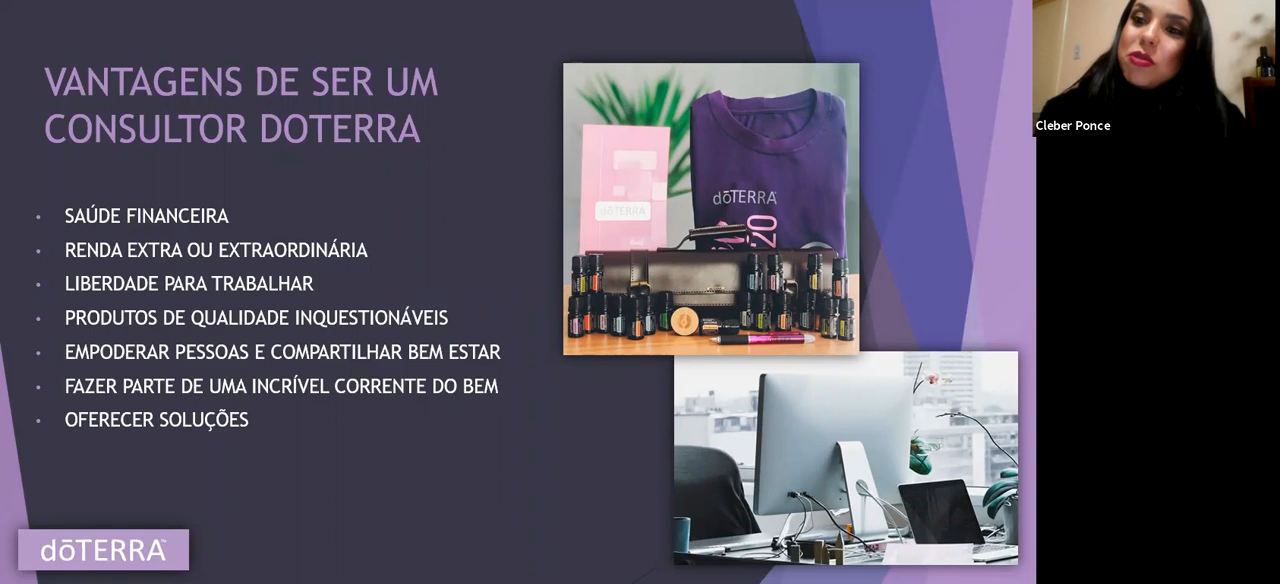 VANTAGENS DE SER UM
CONSULTOR DOTERRA
• SAÚDE FINANCEIRA
• RENDA EXTRA OU EXTRAORDINÁRIA
• LIBERDADE PARA TRABALHAR
• PRODUTOS DE QUALIDADE INQUESTIONÁVEIS
• EMPODERAR PESSOAS E COMPARTILHAR BEM ESTAR
• FAZER PARTE DE UMA INCRÍVEL CORRENTE DO BEM
• OFERECER SOLUÇÕES
dōTERRA
dōTERRA
dōTERRA
Cleber Ponce